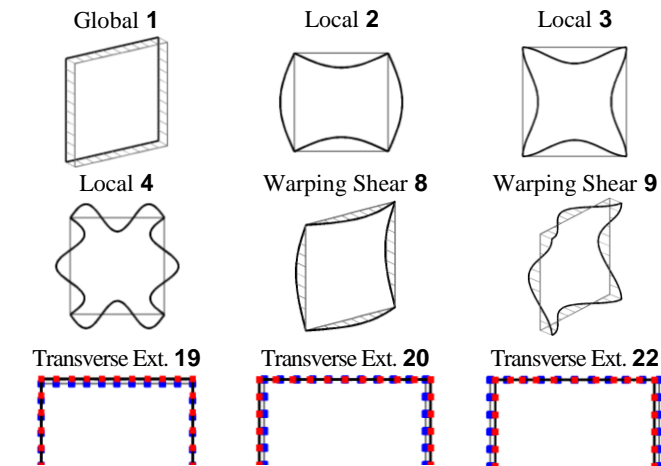 Global 1 Local 2 Local 3
Local 4 Warping Shear 8 Warping Shear 9
Transverse Ext. 19 Transverse Ext. 20 Transverse Ext. 22